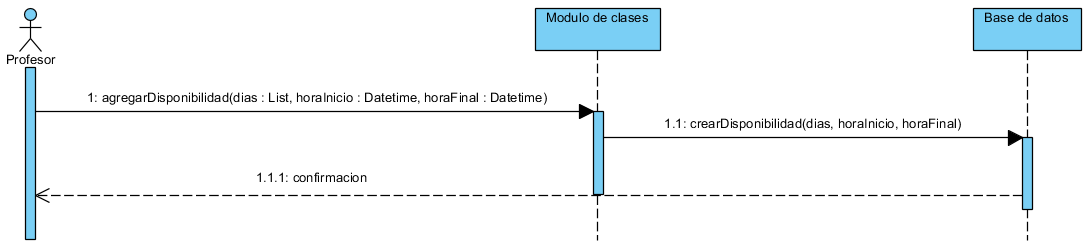 Profesor
Modulo de clases
Base de datos
1: agregarDisponibilidad(dias : List, horaInicio : Datetime, horaFinal : Datetime)
1.1: crearDisponibilidad(dias, horaInicio, horaFinal)
1.1.1: confirmacion